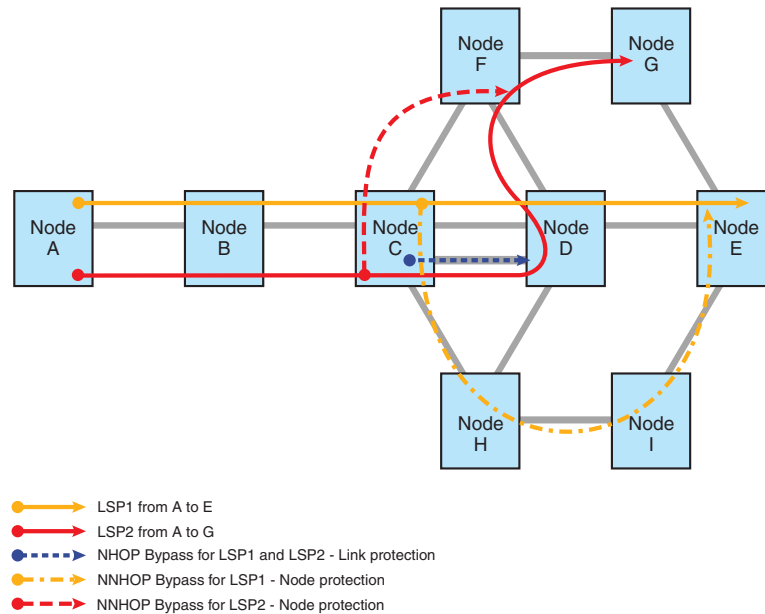 Node
F
Node
G
Node
A
Node
B
Node
C
Node
D
Node
E
Node
H
Node
I
LSP1 from A to E
LSP2 from A to G
NHOP Bypass for LSP1 and LSP2 - Link protection
NNHOP Bypass for LSP1 - Node protection
NNHOP Bypass for LSP2 - Node protection